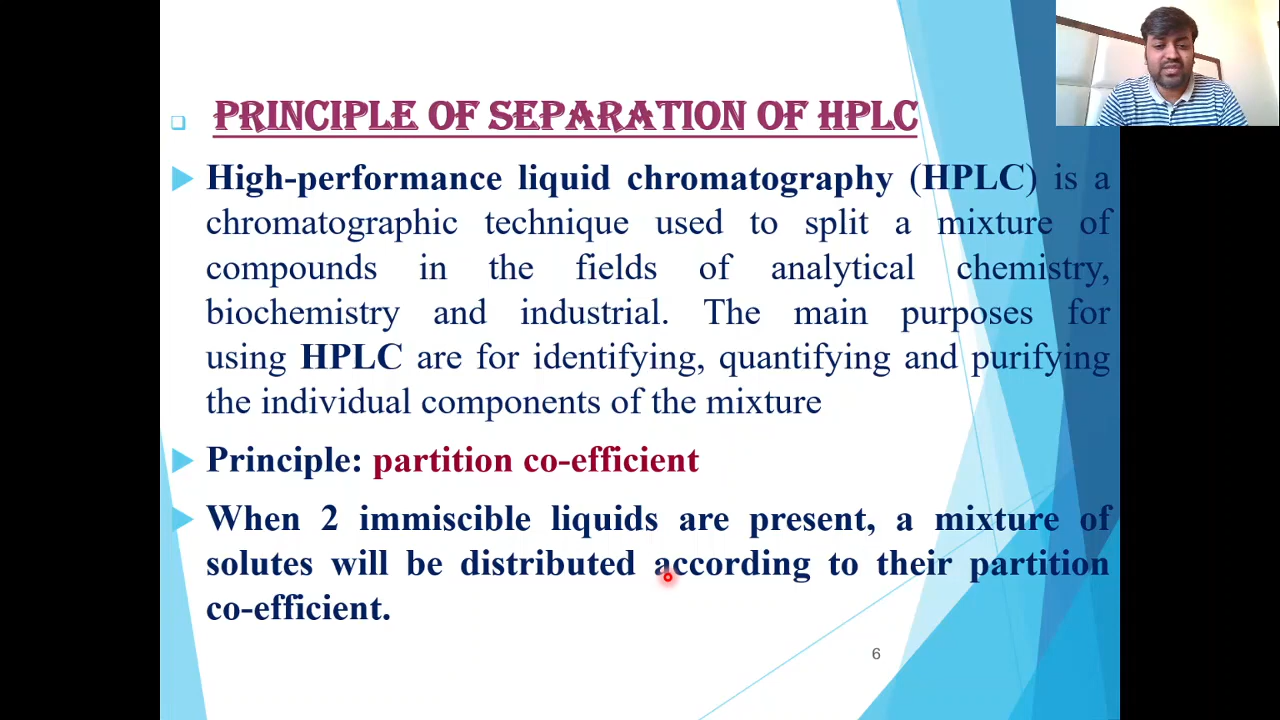 PRINCIPLE OF SEPARATION OF HPLC
High-performance liquid chromatography (HPLC) is a
chromatographic technique used to split a mixture of
compounds in the fields of analytical chemistry,
biochemistry and industrial. The main purposes for
using HPLC are for identifying, quantifying and purifying
the individual components of the mixture
Principle: partition co-efficient
When 2 immiscible liquids are present, a mixture of
solutes will be distributed according to their partition
co-efficient.
6